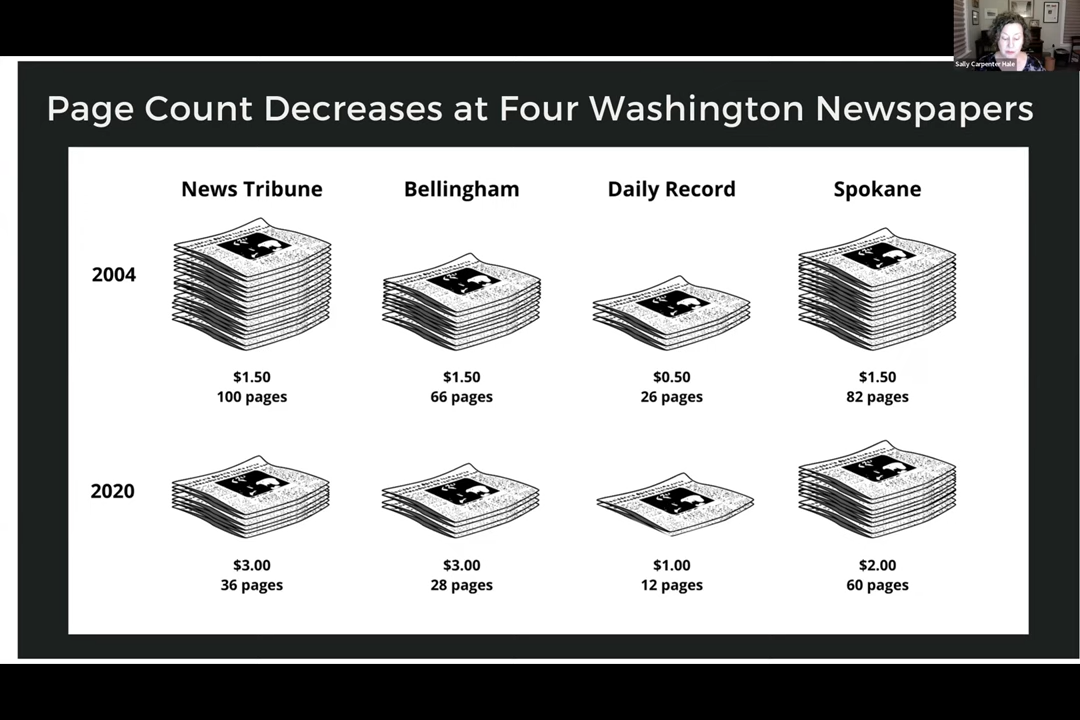 Sally Carpenter Hale
Page Count Decreases at Four Washington Newspapers
News Tribune Bellingham Daily Record Spokane
2004
$1.50 $1.50 $0.50 $1.50
100 pages 66 pages 26 pages 82 pages
2020
$3.00 $3.00 $1.00 $2.00
36 pages 28 pages 12 pages 60 pages